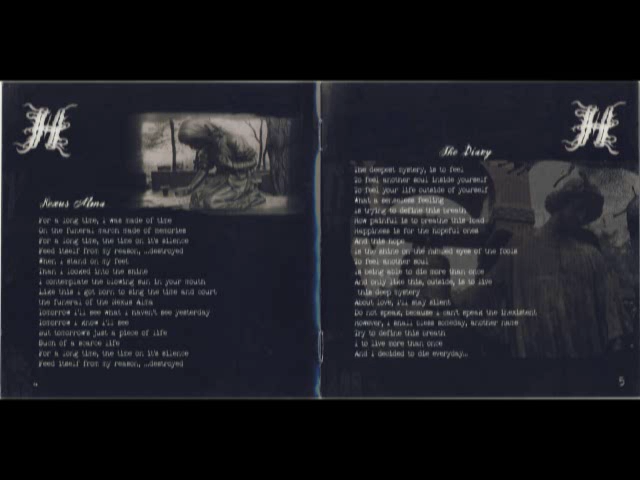 Nexus Alma
For a long time, I was made of time
On the funeral march made of memories
For a long time, the time on it's silence
Feed itself from my reason, ...destroyed
When I stand on my feet
Than I looked into the shine
I contemplate the blowing sun in your mouth
Like this I got born to sing the time and court
the funeral of the Nexus Alma
Tomorrow I'll see what I haven't see yesterday
Tomorrow I know I'll see
But tomorrow's just a piece of life
Such of a scarce life
For a long time, the time on it's silence
Feed itself from my reason, ...destroyed
The Diary
The deepest mystery, is to feel
To feel another soul inside yourself
To feel your life outside of yourself
What a senseless feeling
Is trying to define this breath
How painful is to breathe this load
Happiness is for the hopeful ones
And this hope
Is the shine on the eyes of the fools
To feel another soul
Is being able to die more than once
And only like this, outside, is to live
this deep mystery
About love, I'll stay silent
Do not speak, because I can't speak the inexistent
However, I shall bless someday, another name
Try to define this breath
I to live more than once
And I decided to die everyday..
5